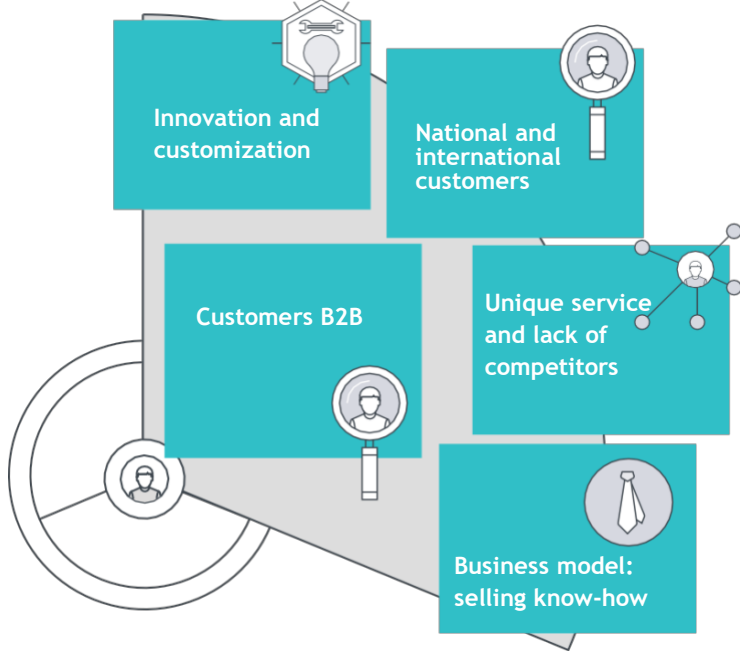 Innovation and
customization
National and
international
customers
Customers B2B
Unique service
and lack of
competitors
Business model:
selling know-how